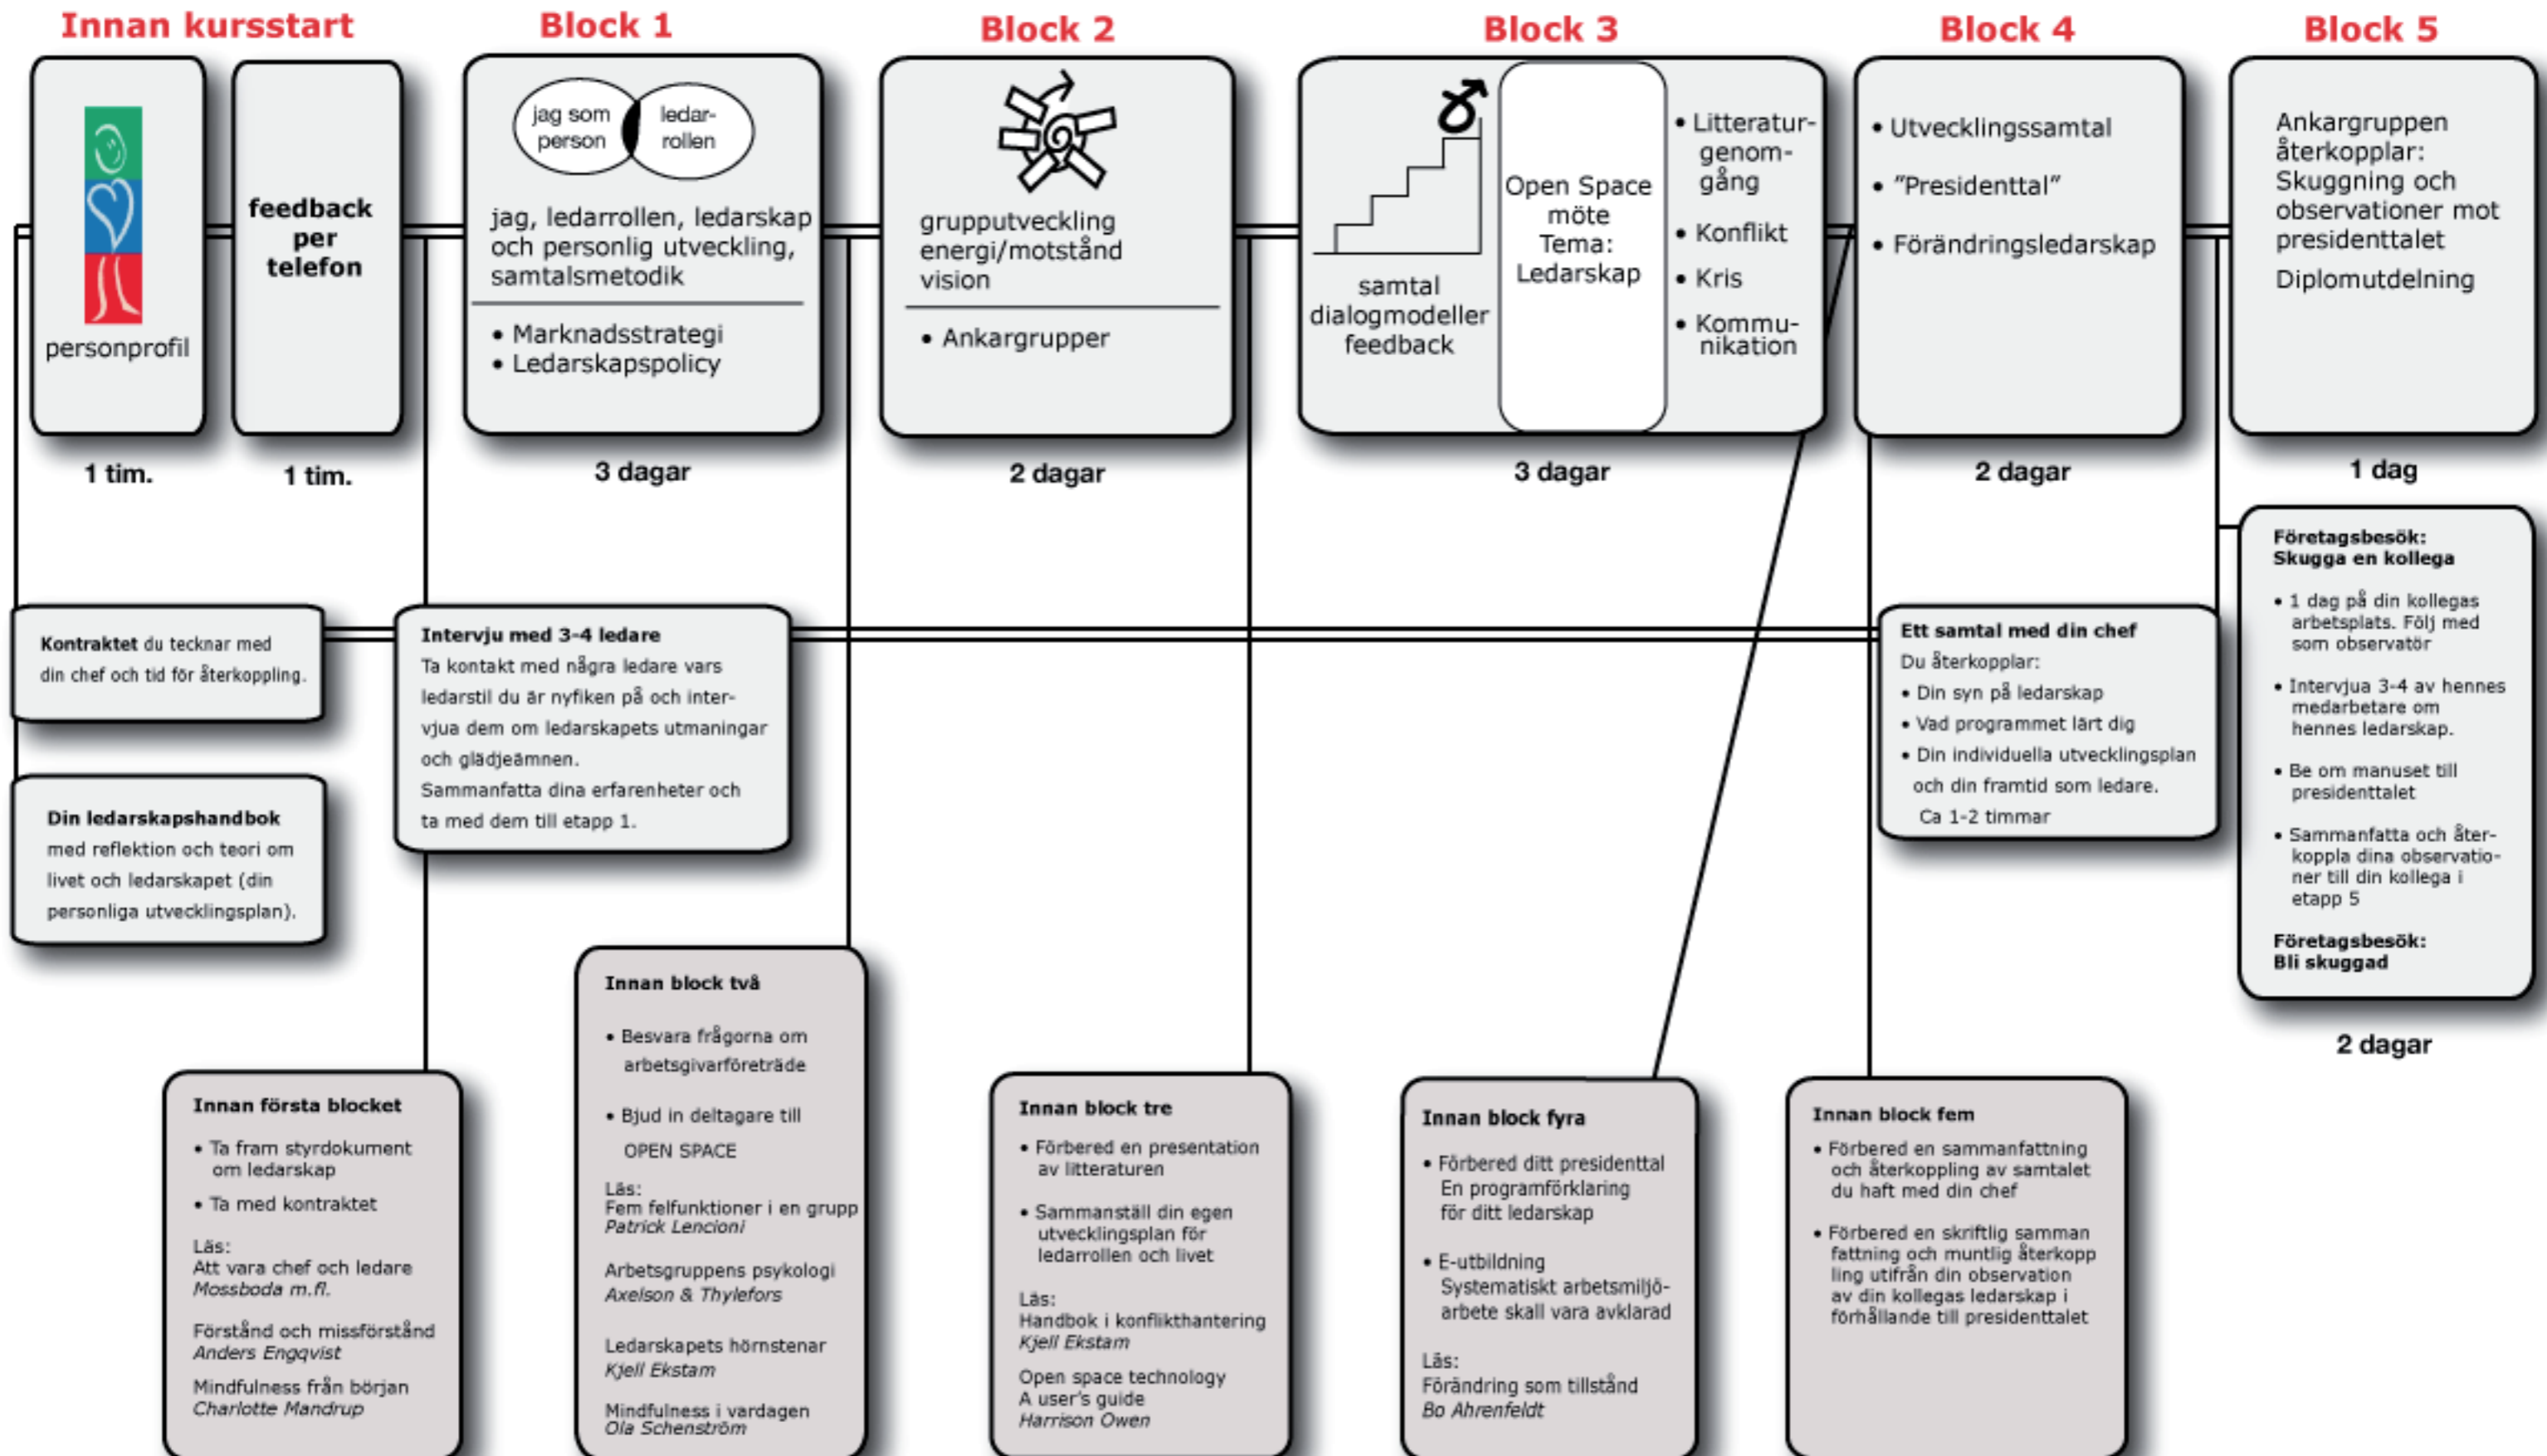 Innan kursstart
Block 1
Block 2
Block 3
Block 4
Block 5
personprofil
feedback
per
telefon
jag som
person
ledar-
rollen
jag, ledarrollen, ledarskap
och personlig utveckling,
samtalsmetodik
• Marknadsstrategi
• Ledarskapspolicy
grupputveckling
energi/motstånd
vision
• Ankargrupper
samtal
dialogmodeller
feedback
Open Space
möte
Tema:
Ledarskap
• Litteratur-
genom-
gång
• Konflikt
• Kris
• Kommu-
nikation
• Utvecklingssamtal
• ”Presidenttal”
• Förändringsledarskap
Ankargruppen
återkopplar:
Skuggning och
observationer mot
presidenttalet
Diplomutdelning
1 tim.
1 tim.
3 dagar
2 dagar
3 dagar
2 dagar
1 dag
Kontraktet du tecknar med
din chef och tid för återkoppling.
Din ledarskapshandbok
med reflektion och teori om
livet och ledarskapet (din
personliga utvecklingsplan).
Intervju med 3-4 ledare
Ta kontakt med några ledare vars
ledarstil du är nyfiken på och inter-
vjua dem om ledarskapets utmaningar
och glädjeämnen.
Sammanfatta dina erfarenheter och
ta med dem till etapp 1.
Ett samtal med din chef
Du återkopplar:
• Din syn på ledarskap
• Vad programmet lärt dig
• Din individuella utvecklingsplan
och din framtid som ledare.
Ca 1-2 timmar
Företagsbesök:
Skugga en kollega
• 1 dag på din kollegas
arbetsplats. Följ med
som observatör
• Intervjua 3-4 av hennes
medarbetare om
hennes ledarskap.
• Be om manuset till
presidenttalet
• Sammanfatta och åter-
koppla dina observatio-
ner till din kollega i
etapp 5
Företagsbesök:
Bli skuggad
2 dagar
Innan första blocket
• Ta fram styrdokument
om ledarskap
• Ta med kontraktet
Läs:
Att vara chef och ledare
Mossboda m.fl.
Förstånd och missförstånd
Anders Engqvist
Mindfulness från början
Charlotte Mandrup
Innan block två
• Besvara frågorna om
arbetsgivarföreträde
• Bjud in deltagare till
OPEN SPACE
Läs:
Fem felfunktioner i en grupp
Patrick Lencioni
Arbetsgruppens psykologi
Axelson & Thylefors
Ledarskapets hörnstenar
Kjell Ekstam
Mindfulness i vardagen
Ola Schenström
Innan block tre
• Förbered en presentation
av litteraturen
• Sammanställ din egen
utvecklingsplan för
ledarrollen och livet
Läs:
Handbok i konflikthantering
Kjell Ekstam
Open space technology
A user's guide
Harrison Owen
Innan block fyra
• Förbered ditt presidenttal
En programförklaring
för ditt ledarskap
• E-utbildning
Systematiskt arbetsmiljö-
arbete skall vara avklarad
Läs:
Förändring som tillstånd
Bo Ahrenfeldt
Innan block fem
• Förbered en sammanfattning
och återkoppling av samtalet
du haft med din chef
• Förbered en skriftlig samman
fattning och muntlig återkopp
ling utifrån din observation
av din kollegas ledarskap i
förhållande till presidenttalet